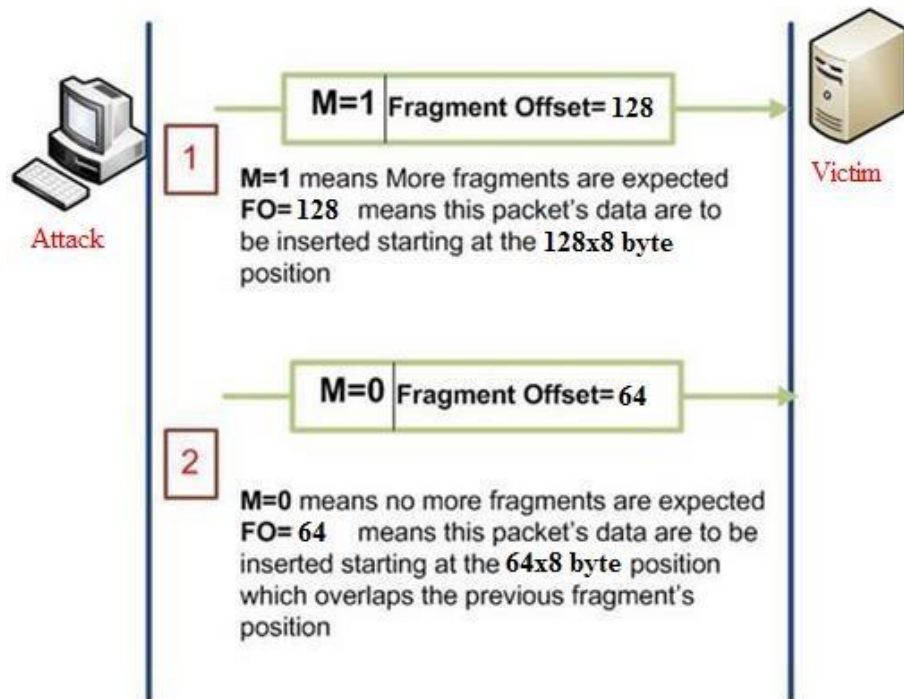 M=1 Fragment Offset= 128
1
M=1 means More fragments are expected
FO= 128 means this packet's data are to
be inserted starting at the 128x8 byte
position
Attack
Victim
M=0 Fragment Offset= 64
2
M=0 means no more fragments are expected
FO= 64 means this packet's data are to be
inserted starting at the 64x8 byte position
which overlaps the previous fragment's
position